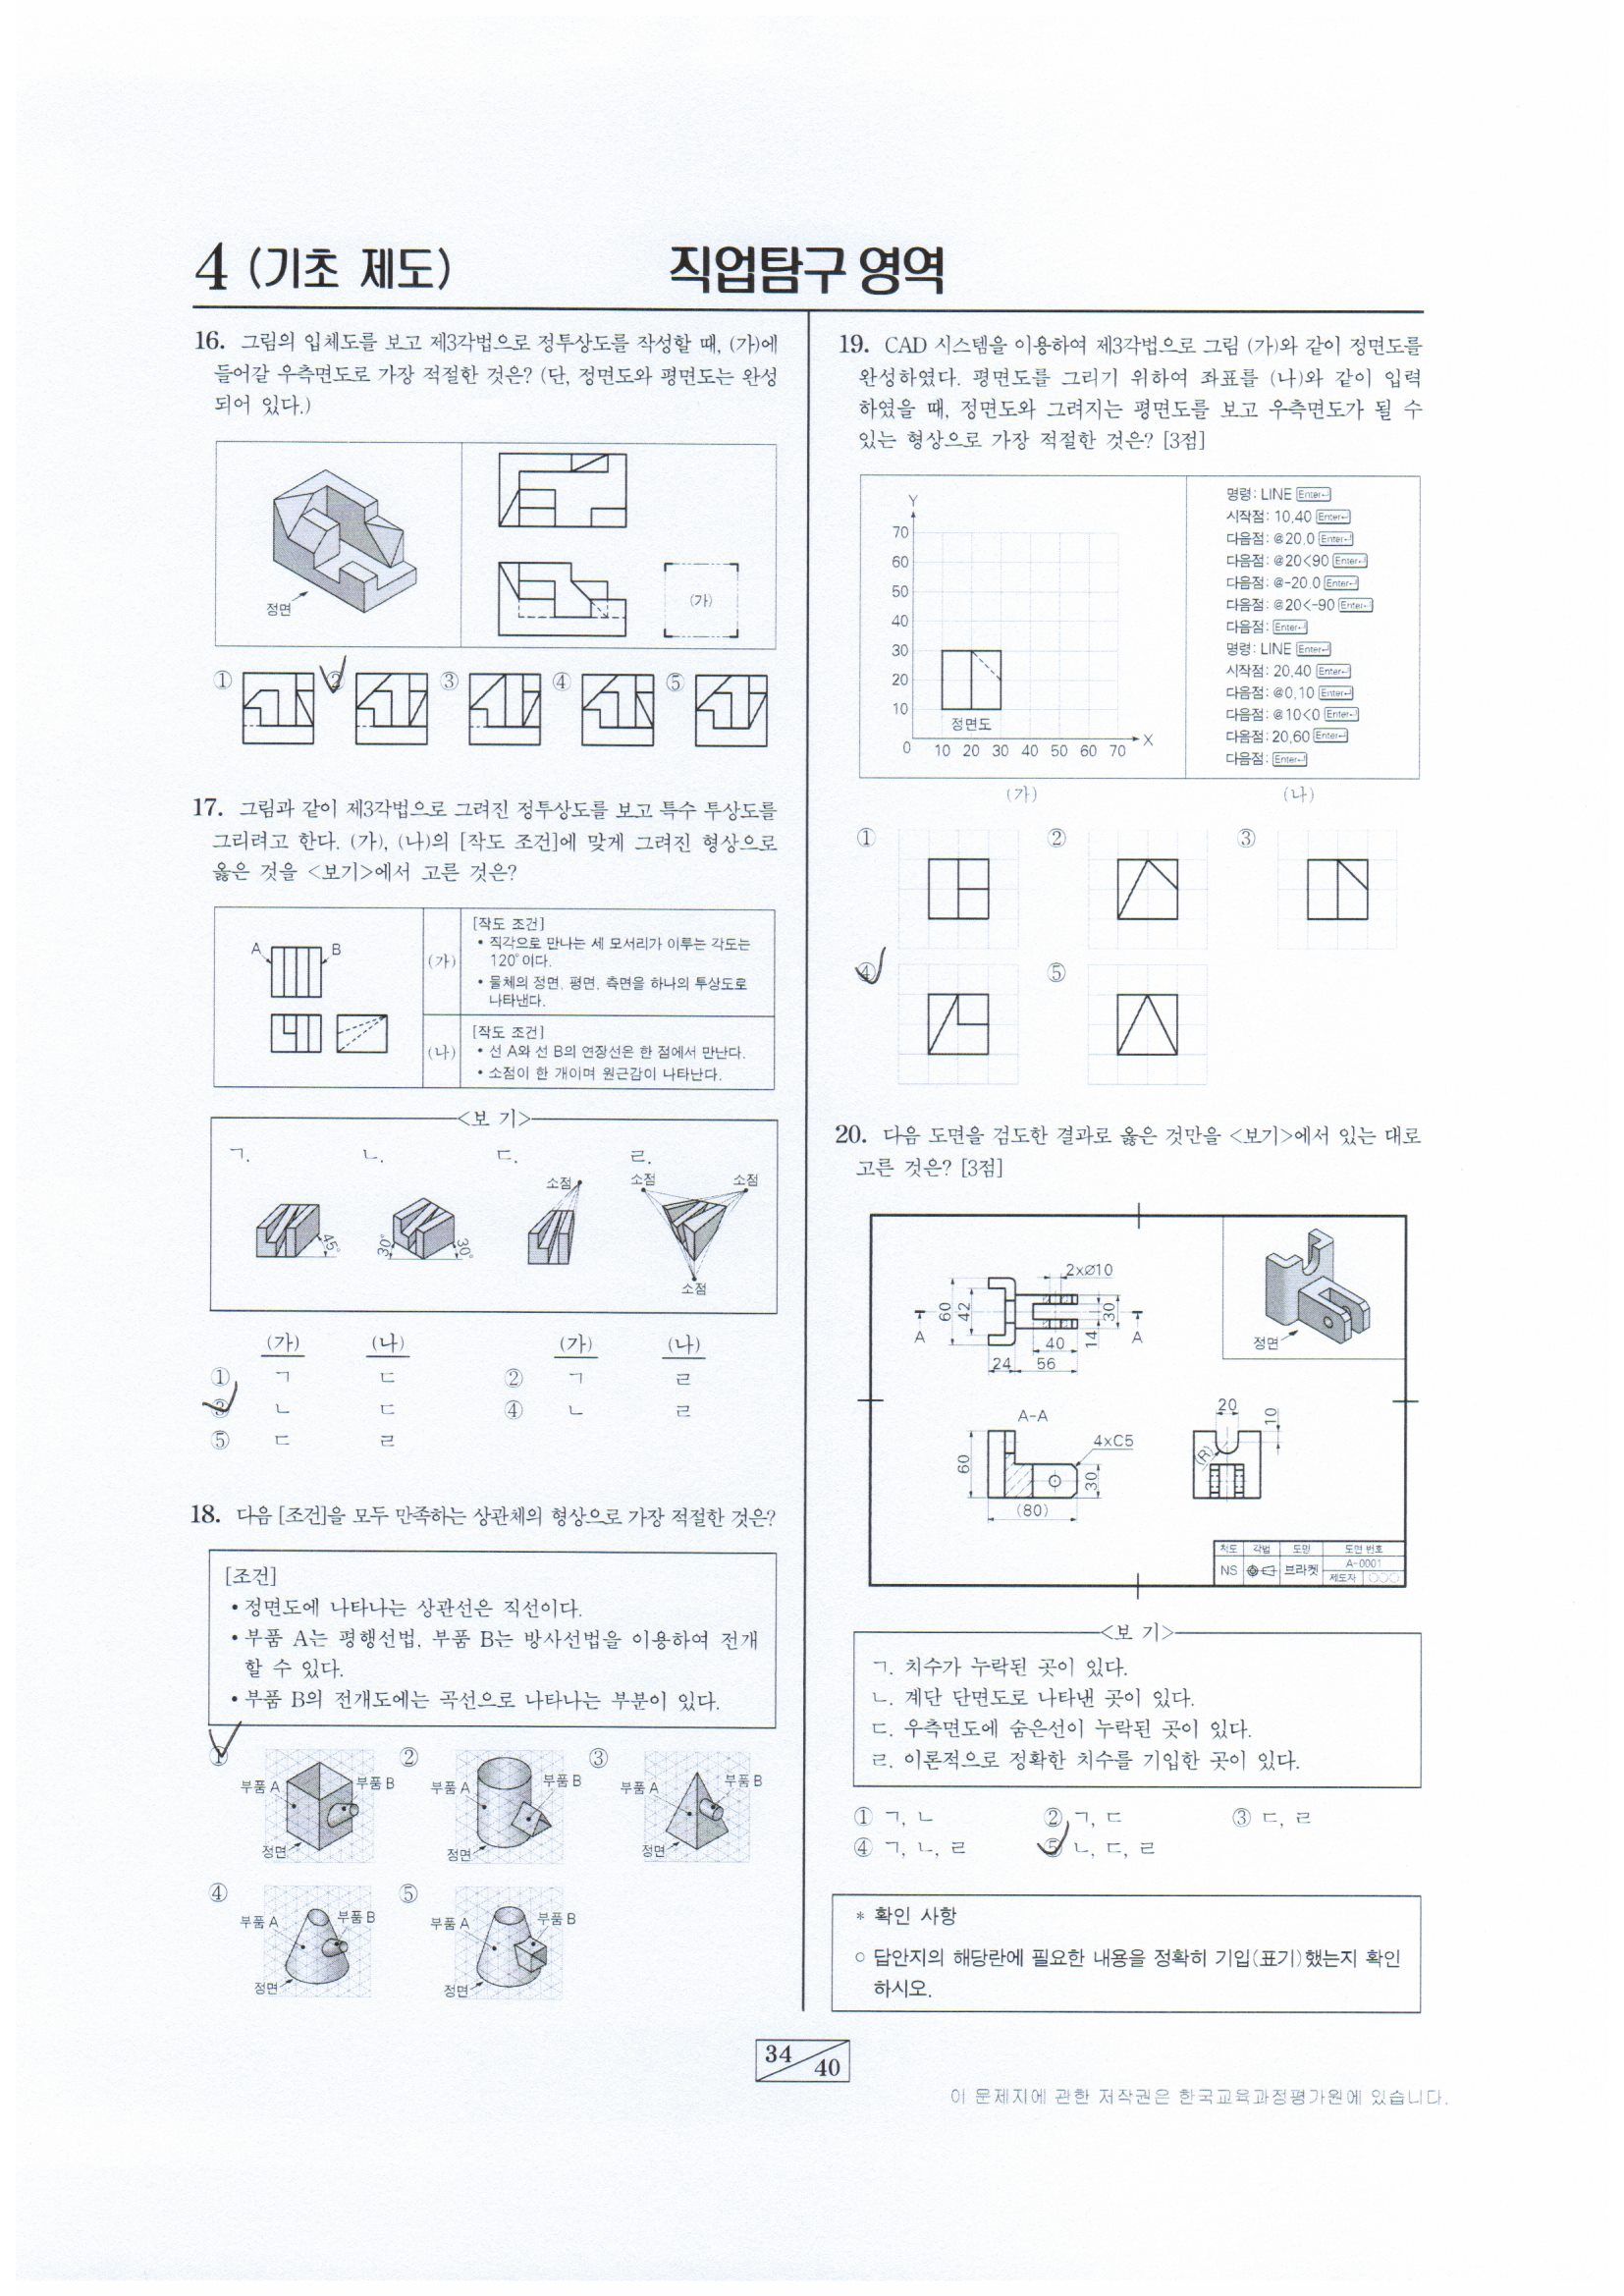 4 (기초 제도)
직업탐구 영역
16. 그림의 입체도를 보고 제3각법으로 정투상도를 작성할 때, (가)에
들어갈 우측면도로 가장 적절한 것은? (단, 정면도와 평면도는 완성
되어 있다.)
정면
(가)
① ② ③ ④ ⑤
17. 그림과 같이 제3각법으로 그려진 정투상도를 보고 특수 투상도를
그리려고 한다. (가), (나)의 [작도 조건]에 맞게 그려진 형상으로
옳은 것을 <보기>에서 고른 것은?
A B
(가)
[작도 조건]
• 직각으로 만나는 세 모서리가 이루는 각도는
120°이다.
• 물체의 정면, 평면, 측면을 하나의 투상도로
나타낸다.
(나)
[작도 조건]
• 선 A와 선 B의 연장선은 한 점에서 만난다.
• 소점이 한 개이며 원근감이 나타난다.
<보 기>
ㄱ. ㄴ. ㄷ. ㄹ.
소점 소점 소점
45° 30° 30°
소점
(가) (나) (가) (나)
① ㄱ ㄷ ② ㄱ ㄹ
③ ㄴ ㄷ ④ ㄴ ㄹ
⑤ ㄷ ㄹ
18. 다음 [조건]을 모두 만족하는 상관체의 형상으로 가장 적절한 것은?
[조건]
• 정면도에 나타나는 상관선은 직선이다.
• 부품 A는 평행선법, 부품 B는 방사선법을 이용하여 전개
할 수 있다.
• 부품 B의 전개도에는 곡선으로 나타나는 부분이 있다.
① ② ③
부품 A 부품 B 부품 A 부품 B 부품 A 부품 B
정면 정면 정면
④ ⑤
부품 A 부품 B 부품 A 부품 B
정면 정면
19. CAD 시스템을 이용하여 제3각법으로 그림 (가)와 같이 정면도를
완성하였다. 평면도를 그리기 위하여 좌표를 (나)와 같이 입력
하였을 때, 정면도와 그려지는 평면도를 보고 우측면도가 될 수
있는 형상으로 가장 적절한 것은? [3점]
Y
70
60
50
40
30
20
10
정면도
0 10 20 30 40 50 60 70 X
(가)
명령: LINE Enter↵
시작점: 10,40 Enter↵
다음점: @20,0 Enter↵
다음점: @20<90 Enter↵
다음점: @-20,0 Enter↵
다음점: @20<-90 Enter↵
다음점: Enter↵
명령: LINE Enter↵
시작점: 20,40 Enter↵
다음점: @0,10 Enter↵
다음점: @10<0 Enter↵
다음점: 20,60 Enter↵
다음점: Enter↵
(나)
① ② ③
④ ⑤
20. 다음 도면을 검도한 결과로 옳은 것만을 <보기>에서 있는 대로
고른 것은? [3점]
2xØ10
60 42 30
A A
40 14
24 56
정면
A-A
4xC5
60 30
(80)
20 10
(R)
척도 각법 도명 도면 번호
NS 브라켓 A-0001
제도자 ○○○
<보 기>
ㄱ. 치수가 누락된 곳이 있다.
ㄴ. 계단 단면도로 나타낸 곳이 있다.
ㄷ. 우측면도에 숨은선이 누락된 곳이 있다.
ㄹ. 이론적으로 정확한 치수를 기입한 곳이 있다.
① ㄱ, ㄴ ② ㄱ, ㄷ ③ ㄷ, ㄹ
④ ㄱ, ㄴ, ㄹ ⑤ ㄴ, ㄷ, ㄹ
* 확인 사항
○ 답안지의 해당란에 필요한 내용을 정확히 기입(표기)했는지 확인
하시오.
34 40
이 문제지에 관한 저작권은 한국교육과정평가원에 있습니다.